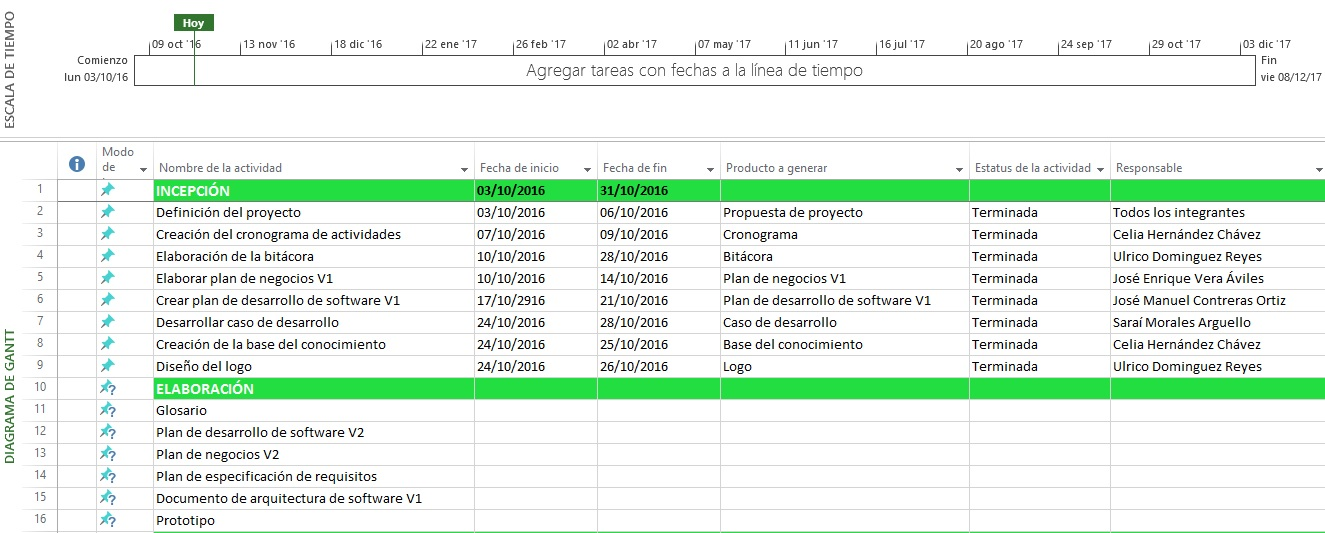 ESCALA DE TIEMPO
Hoy
09 oct '16 13 nov '16 18 dic '16 22 ene '17 26 feb '17 02 abr '17 07 may '17 11 jun '17 16 jul '17 20 ago '17 24 sep '17 29 oct '17 03 dic '17
Comienzo
lun 03/10/16
Agregar tareas con fechas a la línea de tiempo
Fin
vie 08/12/17
DIAGRAMA DE GANTT
Modo de Nombre de la actividad Fecha de inicio Fecha de fin Producto a generar Estatus de la actividad Responsable
1 INCEPCIÓN 03/10/2016 31/10/2016
2 Definición del proyecto 03/10/2016 06/10/2016 Propuesta de proyecto Terminada Todos los integrantes
3 Creación del cronograma de actividades 07/10/2016 09/10/2016 Cronograma Terminada Celia Hernández Chávez
4 Elaboración de la bitácora 10/10/2016 28/10/2016 Bitácora Terminada Ulrico Dominguez Reyes
5 Elaborar plan de negocios V1 10/10/2016 14/10/2016 Plan de negocios V1 Terminada José Enrique Vera Áviles
6 Crear plan de desarrollo de software V1 17/10/2916 21/10/2016 Plan de desarrollo de software V1 Terminada José Manuel Contreras Ortiz
7 Desarrollar caso de desarrollo 24/10/2016 28/10/2016 Caso de desarrollo Terminada Saraí Morales Arguello
8 Creación de la base del conocimiento 24/10/2016 25/10/2016 Base del conocimiento Terminada Celia Hernández Chávez
9 Diseño del logo 24/10/2016 26/10/2016 Logo Terminada Ulrico Dominguez Reyes
10 ELABORACIÓN
11 Glosario
12 Plan de desarrollo de software V2
13 Plan de negocios V2
14 Plan de especificación de requisitos
15 Documento de arquitectura de software V1
16 Prototipo